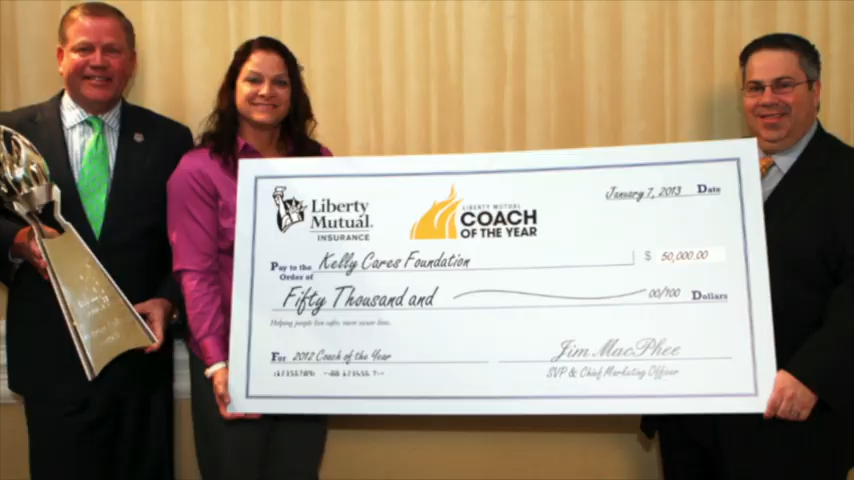 January 7, 2013 Date
Liberty
Mutual.
INSURANCE
LIBERTY MUTUAL
COACH
OF THE YEAR
Pay to the
Order of Kelly Cares Foundation $ 50,000.00
Fifty Thousand and 00/100 Dollars
Helping people live safer, more secure lives.
For 2012 Coach of the Year
Jim MacPhee
SVP & Chief Marketing Officer